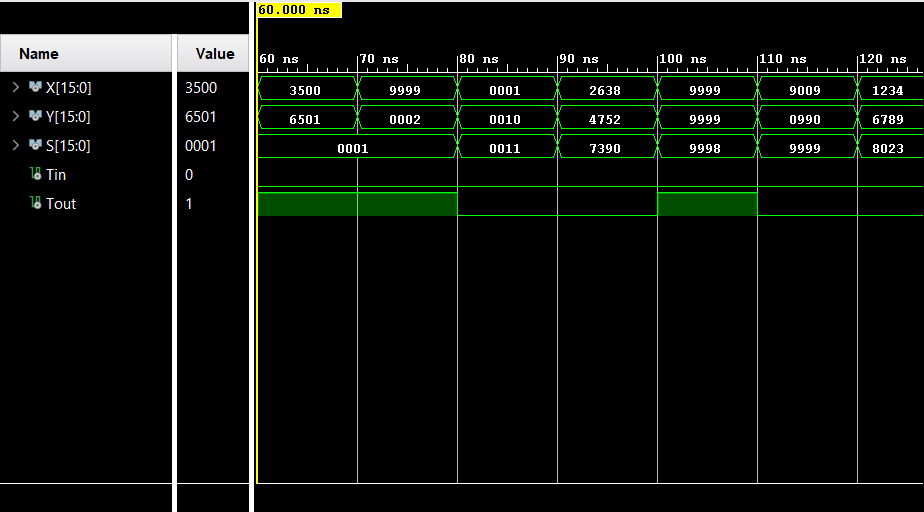 60.000 ns
Name Value
60 ns 70 ns 80 ns 90 ns 100 ns 110 ns 120 ns
X[15:0] 3500 3500 9999 0001 2638 9999 9009 1234
Y[15:0] 6501 6501 0002 0010 4752 9999 0990 6789
S[15:0] 0001 0001 0011 7390 9998 9999 8023
Tin 0
Tout 1